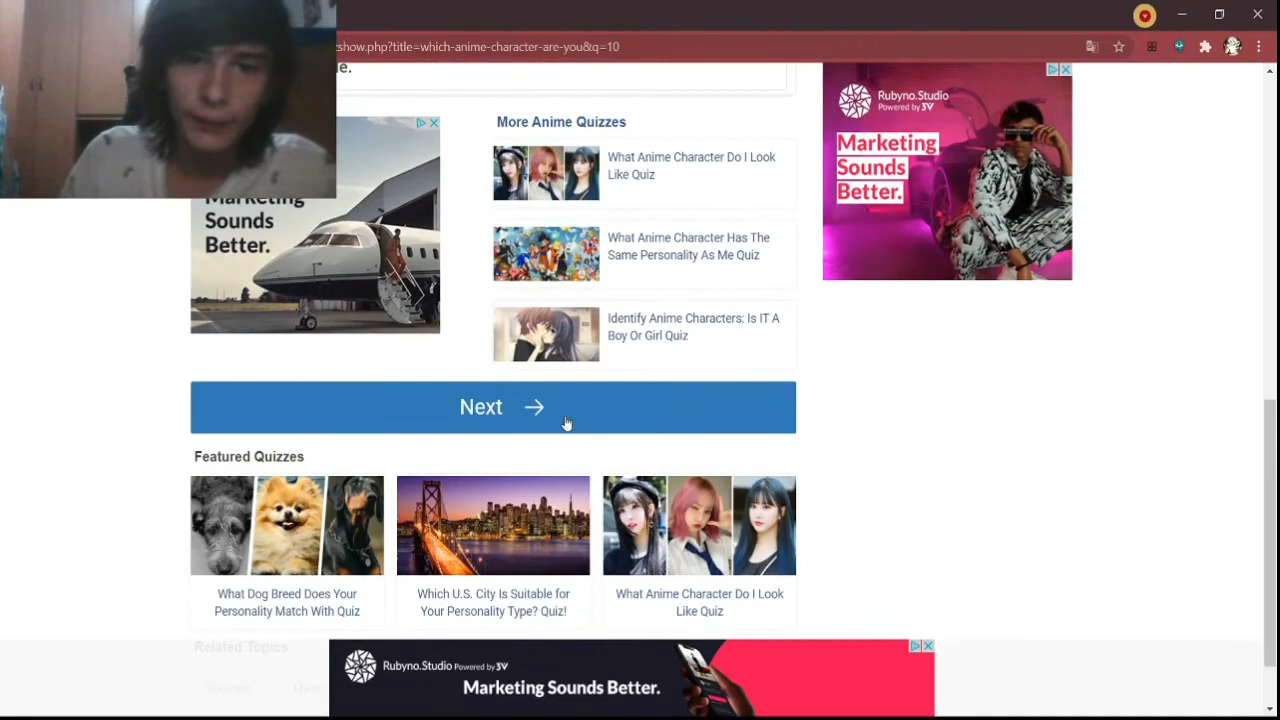 show.php?title=which-anime-character-are-you&q=10
e.
More Anime Quizzes
What Anime Character Do I Look
Like Quiz
What Anime Character Has The
Same Personality As Me Quiz
Identify Anime Characters: Is IT A
Boy Or Girl Quiz
Marketing
Sounds
Better.
Rubyno.Studio
Powered by 3V
Marketing
Sounds
Better.
Next →
Featured Quizzes
What Dog Breed Does Your
Personality Match With Quiz
Which U.S. City Is Suitable for
Your Personality Type? Quiz!
What Anime Character Do I Look
Like Quiz
Related Topics
Rubyno.Studio Powered by 3V
Marketing Sounds Better.